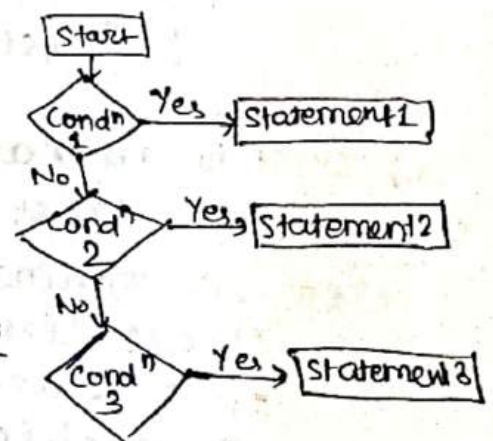 Start
Condⁿ
1
Yes
Statement1
No
Condⁿ
2
Yes
Statement2
No
Condⁿ
3
Yes
Statement3